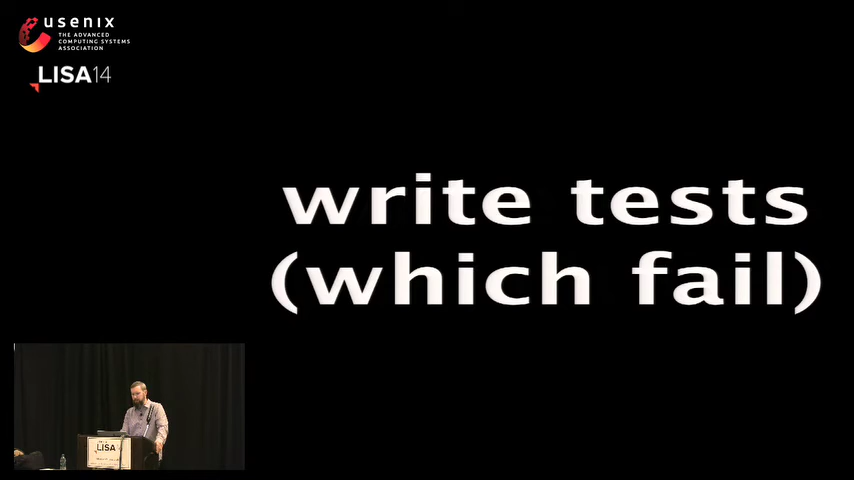 usenix
THE ADVANCED
COMPUTING SYSTEMS
ASSOCIATION
LISA14
write tests
(which fail)
LISA